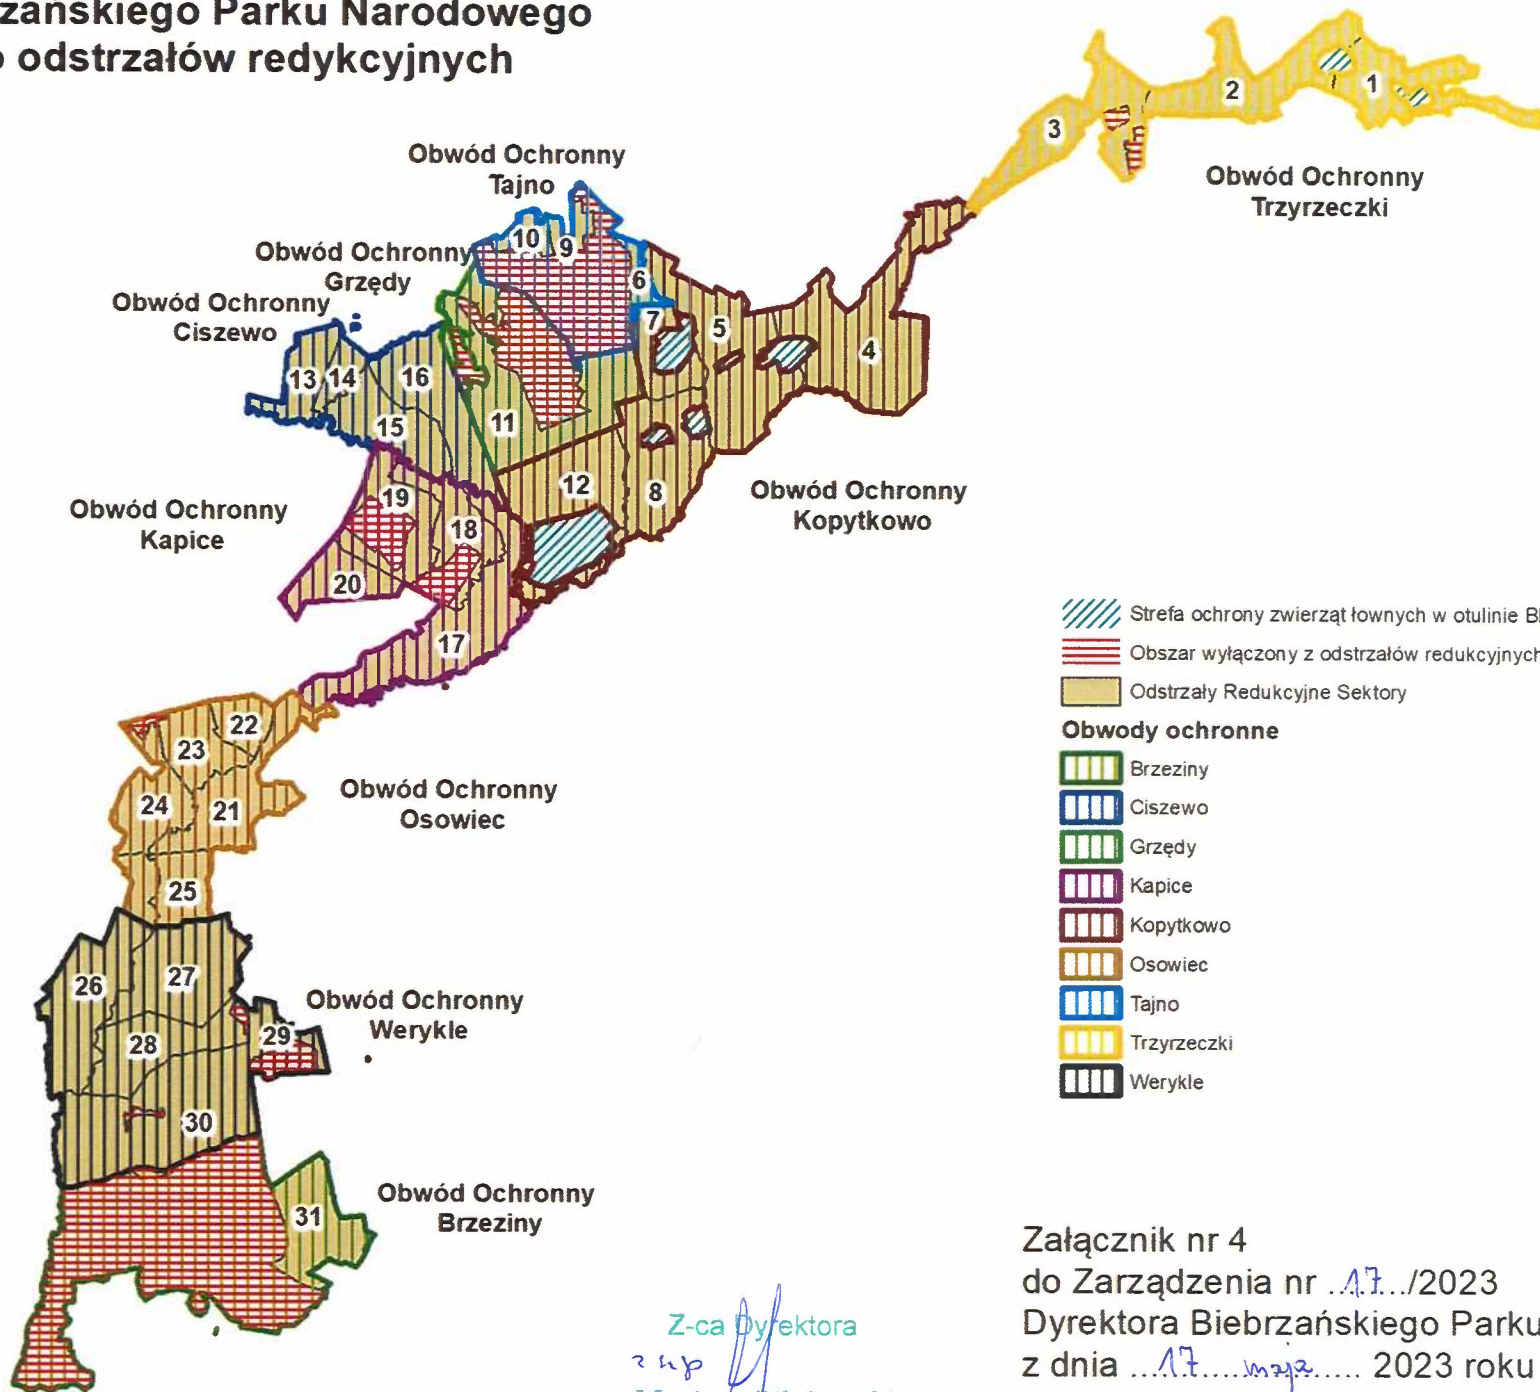 zańskiego Parku Narodowego
o odstrzałów redykcyjnych
Obwód Ochronny
Tajno
Obwód Ochronny
Grzędy
Obwód Ochronny
Ciszewo
Obwód Ochronny
Trzyrzeczki
1
2
3
10
9
6
7
5
4
13
14
16
15
11
12
8
Obwód Ochronny
Kopytkowo
Obwód Ochronny
Kapice
19
18
20
17
22
23
24
21
25
Obwód Ochronny
Osowiec
26
27
28
29
30
Obwód Ochronny
Werykle
31
Obwód Ochronny
Brzeziny
Strefa ochrony zwierząt łownych w otulinie
Obszar wyłączony z odstrzałów redukcyjnych
Odstrzały Redukcyjne Sektory
Obwody ochronne
Brzeziny
Ciszewo
Grzędy
Kapice
Kopytkowo
Osowiec
Tajno
Trzyrzeczki
Werykle
Załącznik nr 4
do Zarządzenia nr ..17../2023
Dyrektora Biebrzańskiego Parku
z dnia ...17....maja..... 2023 roku
Z-ca Dyrektora